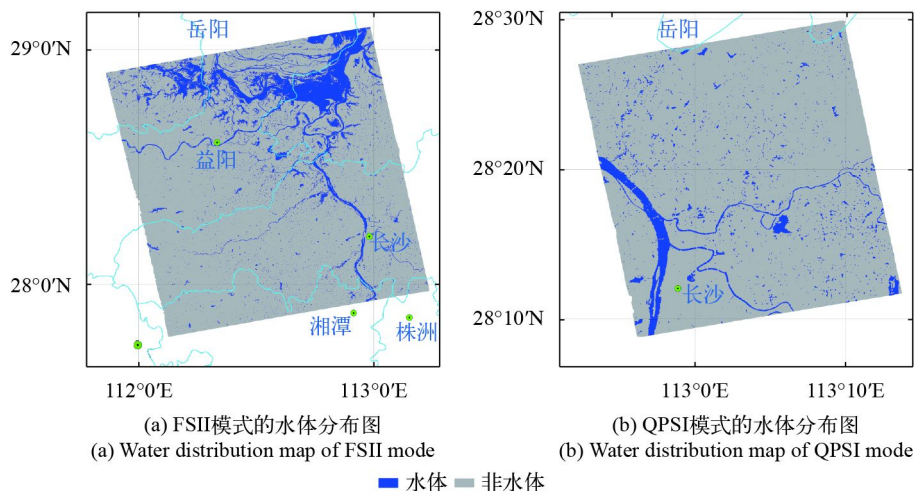 岳阳
29°0′N
益阳
长沙
28°0′N
湘潭
株洲
112°0′E
113°0′E
(a) FSII模式的水体分布图
(a) Water distribution map of FSII mode
28°30′N
岳阳
28°20′N
长沙
28°10′N
113°0′E
113°10′E
(b) QPSI模式的水体分布图
(b) Water distribution map of QPSI mode
水体 非水体